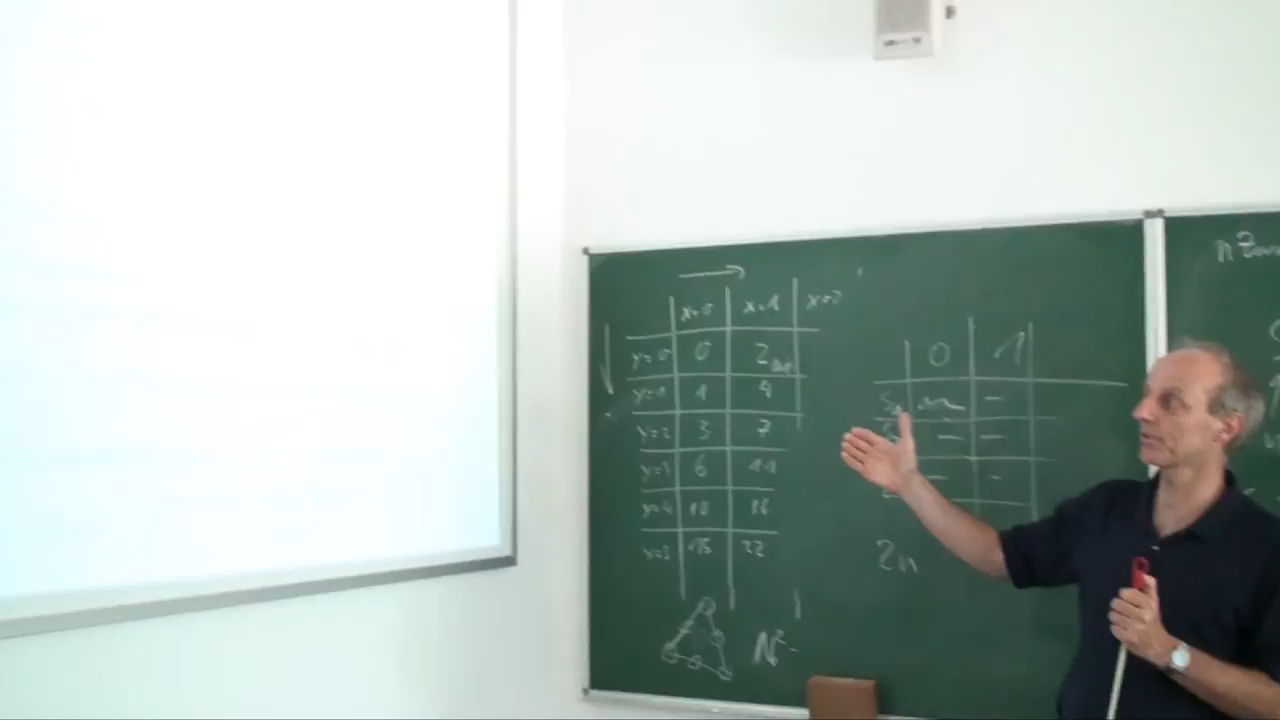 x=0 x=1 x=2
y=0 0 2
y=1 1 4
y=2 3 7
y=3 6 11
y=4 10 16
y=5 15 22
0 1
- -
- -
2n
N²-
n